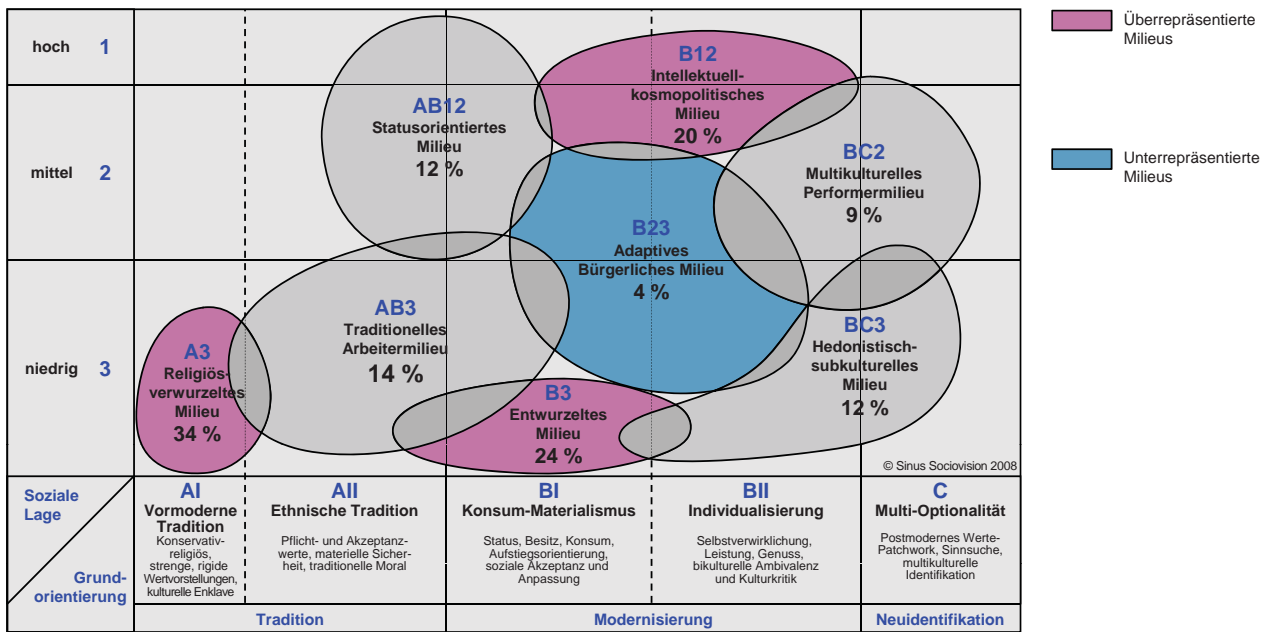 hoch 1
mittel 2
niedrig 3
B12
Intellektuell-
kosmopolitisches
Milieu
20 %
AB12
Statusorientiertes
Milieu
12 %
BC2
Multikulturelles
Performermilieu
9 %
B23
Adaptives
Bürgerliches Milieu
4 %
AB3
Traditionelles
Arbeitermilieu
14 %
A3
Religiös-
verwurzeltes
Milieu
34 %
B3
Entwurzeltes
Milieu
24 %
BC3
Hedonistisch-
subkulturelles
Milieu
12 %
© Sinus Sociovision 2008
Soziale
Lage
Grund-
orientierung
AI
Vormoderne
Tradition
Konservativ-
religiös,
strenge, rigide
Wertvorstellungen,
kulturelle Enklave
AII
Ethnische Tradition
Pflicht- und Akzeptanz-
werte, materielle Sicher-
heit, traditionelle Moral
BI
Konsum-Materialismus
Status, Besitz, Konsum,
Aufstiegsorientierung,
soziale Akzeptanz und
Anpassung
BII
Individualisierung
Selbstverwirklichung,
Leistung, Genuss,
bikulturelle Ambivalenz
und Kulturkritik
C
Multi-Optionalität
Postmodernes Werte-
Patchwork, Sinnsuche,
multikulturelle
Identifikation
Tradition
Modernisierung
Neuidentifikation
Überrepräsentierte
Milieus
Unterrepräsentierte
Milieus